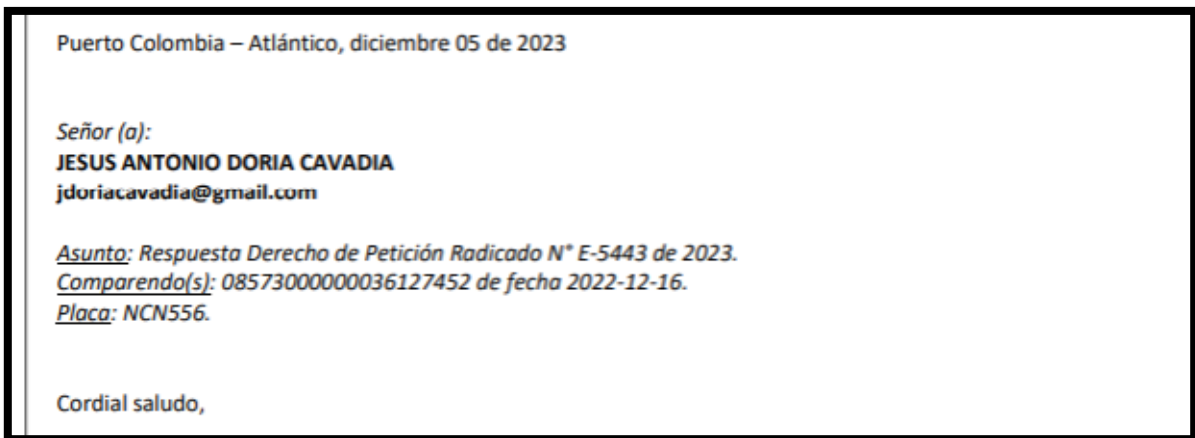 Puerto Colombia – Atlántico, diciembre 05 de 2023
Señor (a):
JESUS ANTONIO DORIA CAVADIA
jdoriacavadia@gmail.com
Asunto: Respuesta Derecho de Petición Radicado N° E-5443 de 2023.
Comparendo(s): 08573000000036127452 de fecha 2022-12-16.
Placa: NCN556.
Cordial saludo,